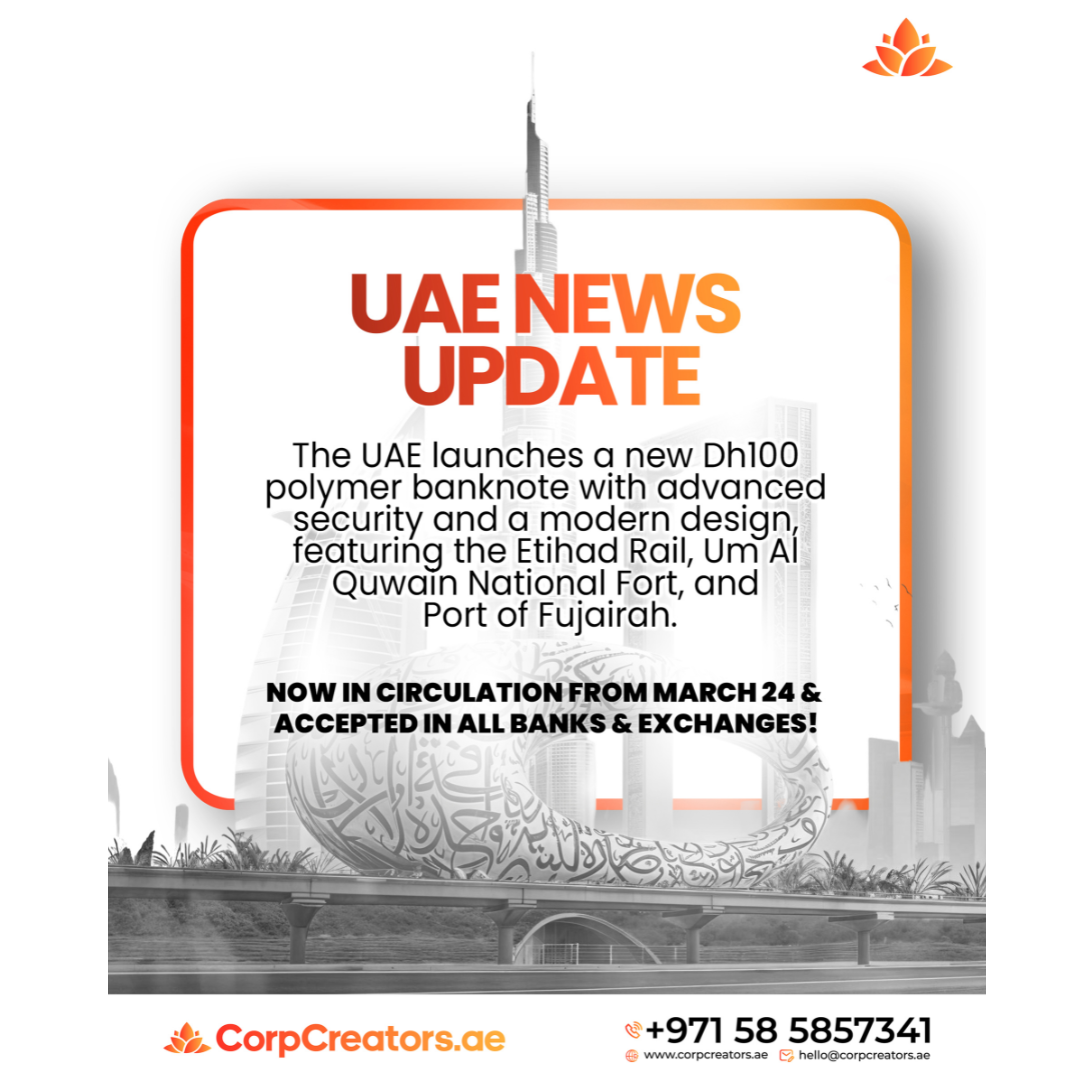 UAE NEWS
UPDATE
The UAE launches a new Dh100
polymer banknote with advanced
security and a modern design,
featuring the Etihad Rail, Um Al
Quwain National Fort, and
Port of Fujairah.
NOW IN CIRCULATION FROM MARCH 24 &
ACCEPTED IN ALL BANKS & EXCHANGES!
CorpCreators.ae
+971 58 5857341
www.corpcreators.ae hello@corpcreators.ae